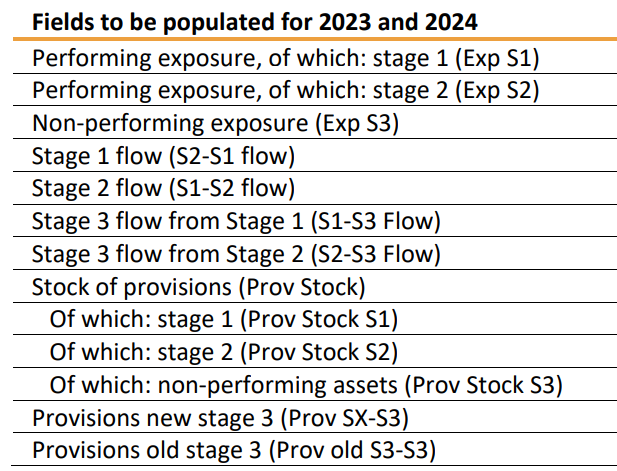 Fields to be populated for 2023 and 2024
Performing exposure, of which: stage 1 (Exp S1)
Performing exposure, of which: stage 2 (Exp S2)
Non-performing exposure (Exp S3)
Stage 1 flow (S2-S1 flow)
Stage 2 flow (S1-S2 flow)
Stage 3 flow from Stage 1 (S1-S3 Flow)
Stage 3 flow from Stage 2 (S2-S3 Flow)
Stock of provisions (Prov Stock)
Of which: stage 1 (Prov Stock S1)
Of which: stage 2 (Prov Stock S2)
Of which: non-performing assets (Prov Stock S3)
Provisions new stage 3 (Prov SX-S3)
Provisions old stage 3 (Prov old S3-S3)